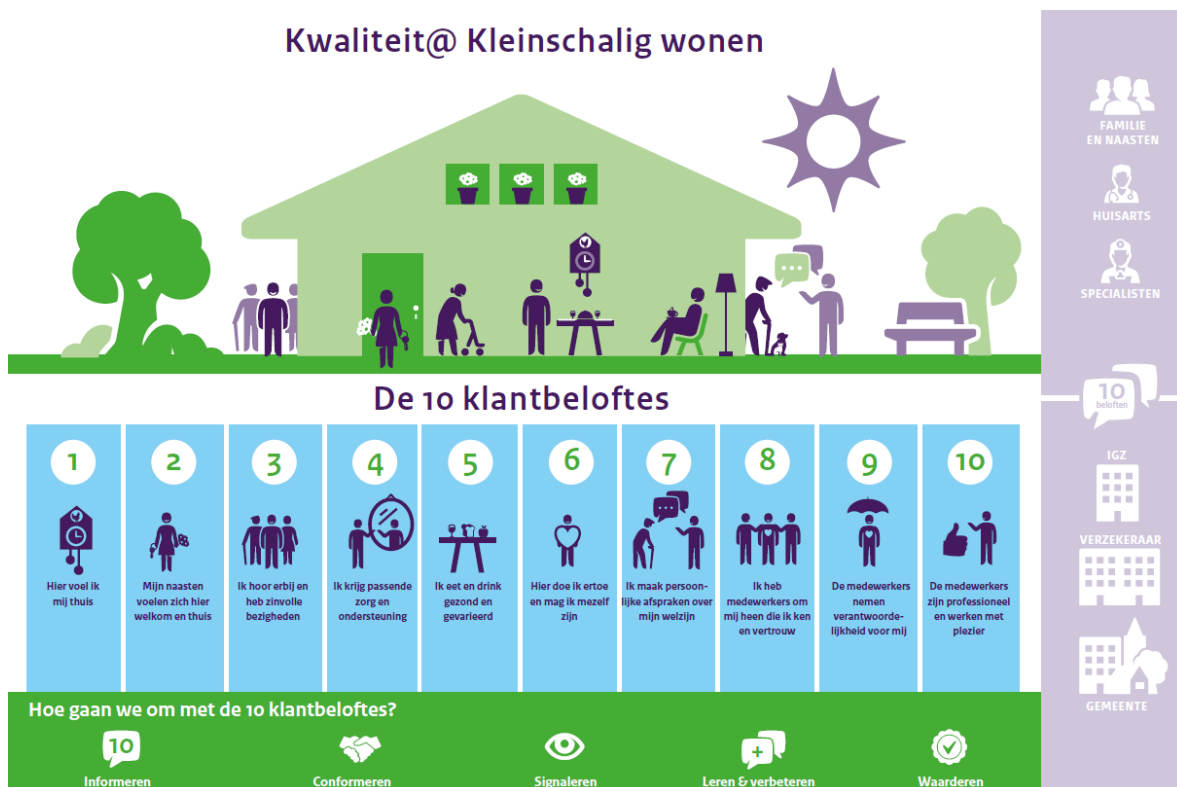 Kwaliteit@ Kleinschalig wonen
De 10 klantbeloftes
1
Hier voel ik
mij thuis
2
Mijn naasten
voelen zich hier
welkom en thuis
3
Ik hoor erbij en
heb zinvolle
bezigheden
4
Ik krijg passende
zorg en
ondersteuning
5
Ik eet en drink
gezond en
gevarieerd
6
Hier doe ik ertoe
en mag ik mezelf
zijn
7
Ik maak persoon-
lijke afspraken over
mijn welzijn
8
Ik heb
medewerkers om
mij heen die ik ken
en vertrouw
9
De medewerkers
nemen
verantwoorde-
lijkheid voor mij
10
De medewerkers
zijn professioneel
en werken met
plezier
Hoe gaan we om met de 10 klantbeloftes?
10
Informeren
Conformeren
Signaleren
Leren & verbeteren
Waarderen
FAMILIE
EN NAASTEN
HUISARTS
SPECIALISTEN
10
beloften
IGZ
VERZEKERAAR
GEMEENTE